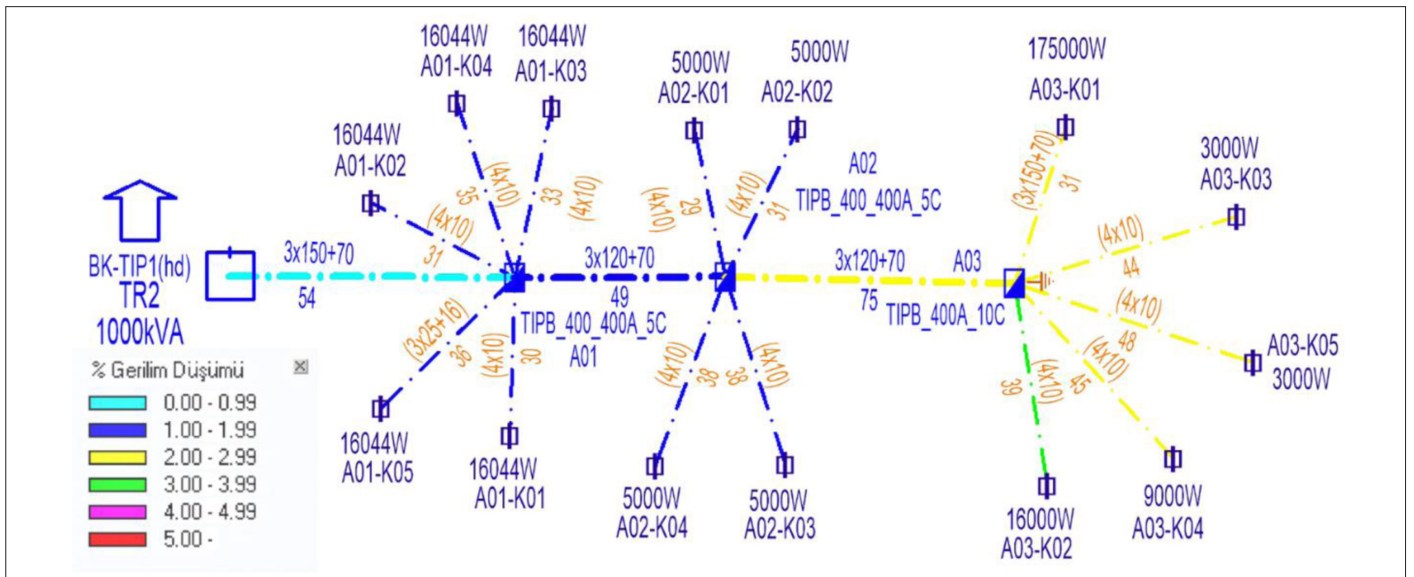 16044W
A01-K04
16044W
A01-K03
5000W
A02-K01
5000W
A02-K02
175000W
A03-K01
16044W
A01-K02
3000W
A03-K03
A02
TIPB_400_400A_5C
(4x10)
35
33
(4x10)
(4x10)
29
(4x10)
31
(3x150+70)
31
(4x10)
31
(4x10)
44
BK-TIP1(hd)
TR2
1000kVA
3x150+70
54
3x120+70
49
3x120+70
75
A03
TIPB_400_400A_5C
A01
TIPB_400A_10C
(3x25+16)
36
(4x10)
30
(4x10)
38
(4x10)
38
(4x10)
39
(4x10)
45
(4x10)
48
A03-K05
3000W
16044W
A01-K05
16044W
A01-K01
5000W
A02-K04
5000W
A02-K03
16000W
A03-K02
9000W
A03-K04
% Gerilim Düşümü
0.00 - 0.99
1.00 - 1.99
2.00 - 2.99
3.00 - 3.99
4.00 - 4.99
5.00 -